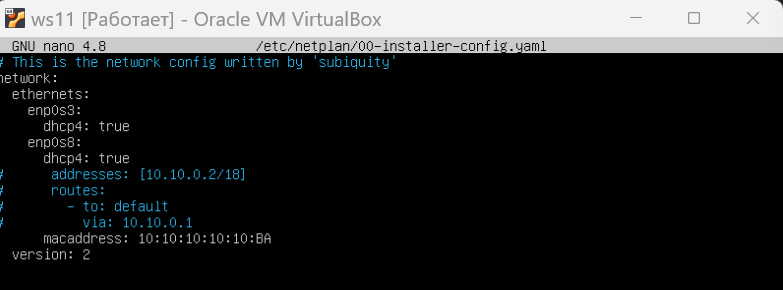 ws11 [Работает] - Oracle VM VirtualBox
GNU nano 4.8 /etc/netplan/00-installer-config.yaml
# This is the network config written by 'subiquity'
network:
  ethernets:
    enp0s3:
      dhcp4: true
    enp0s8:
      dhcp4: true
#      addresses: [10.10.0.2/18]
#      routes:
#        - to: default
#          via: 10.10.0.1
      macaddress: 10:10:10:10:10:BA
  version: 2